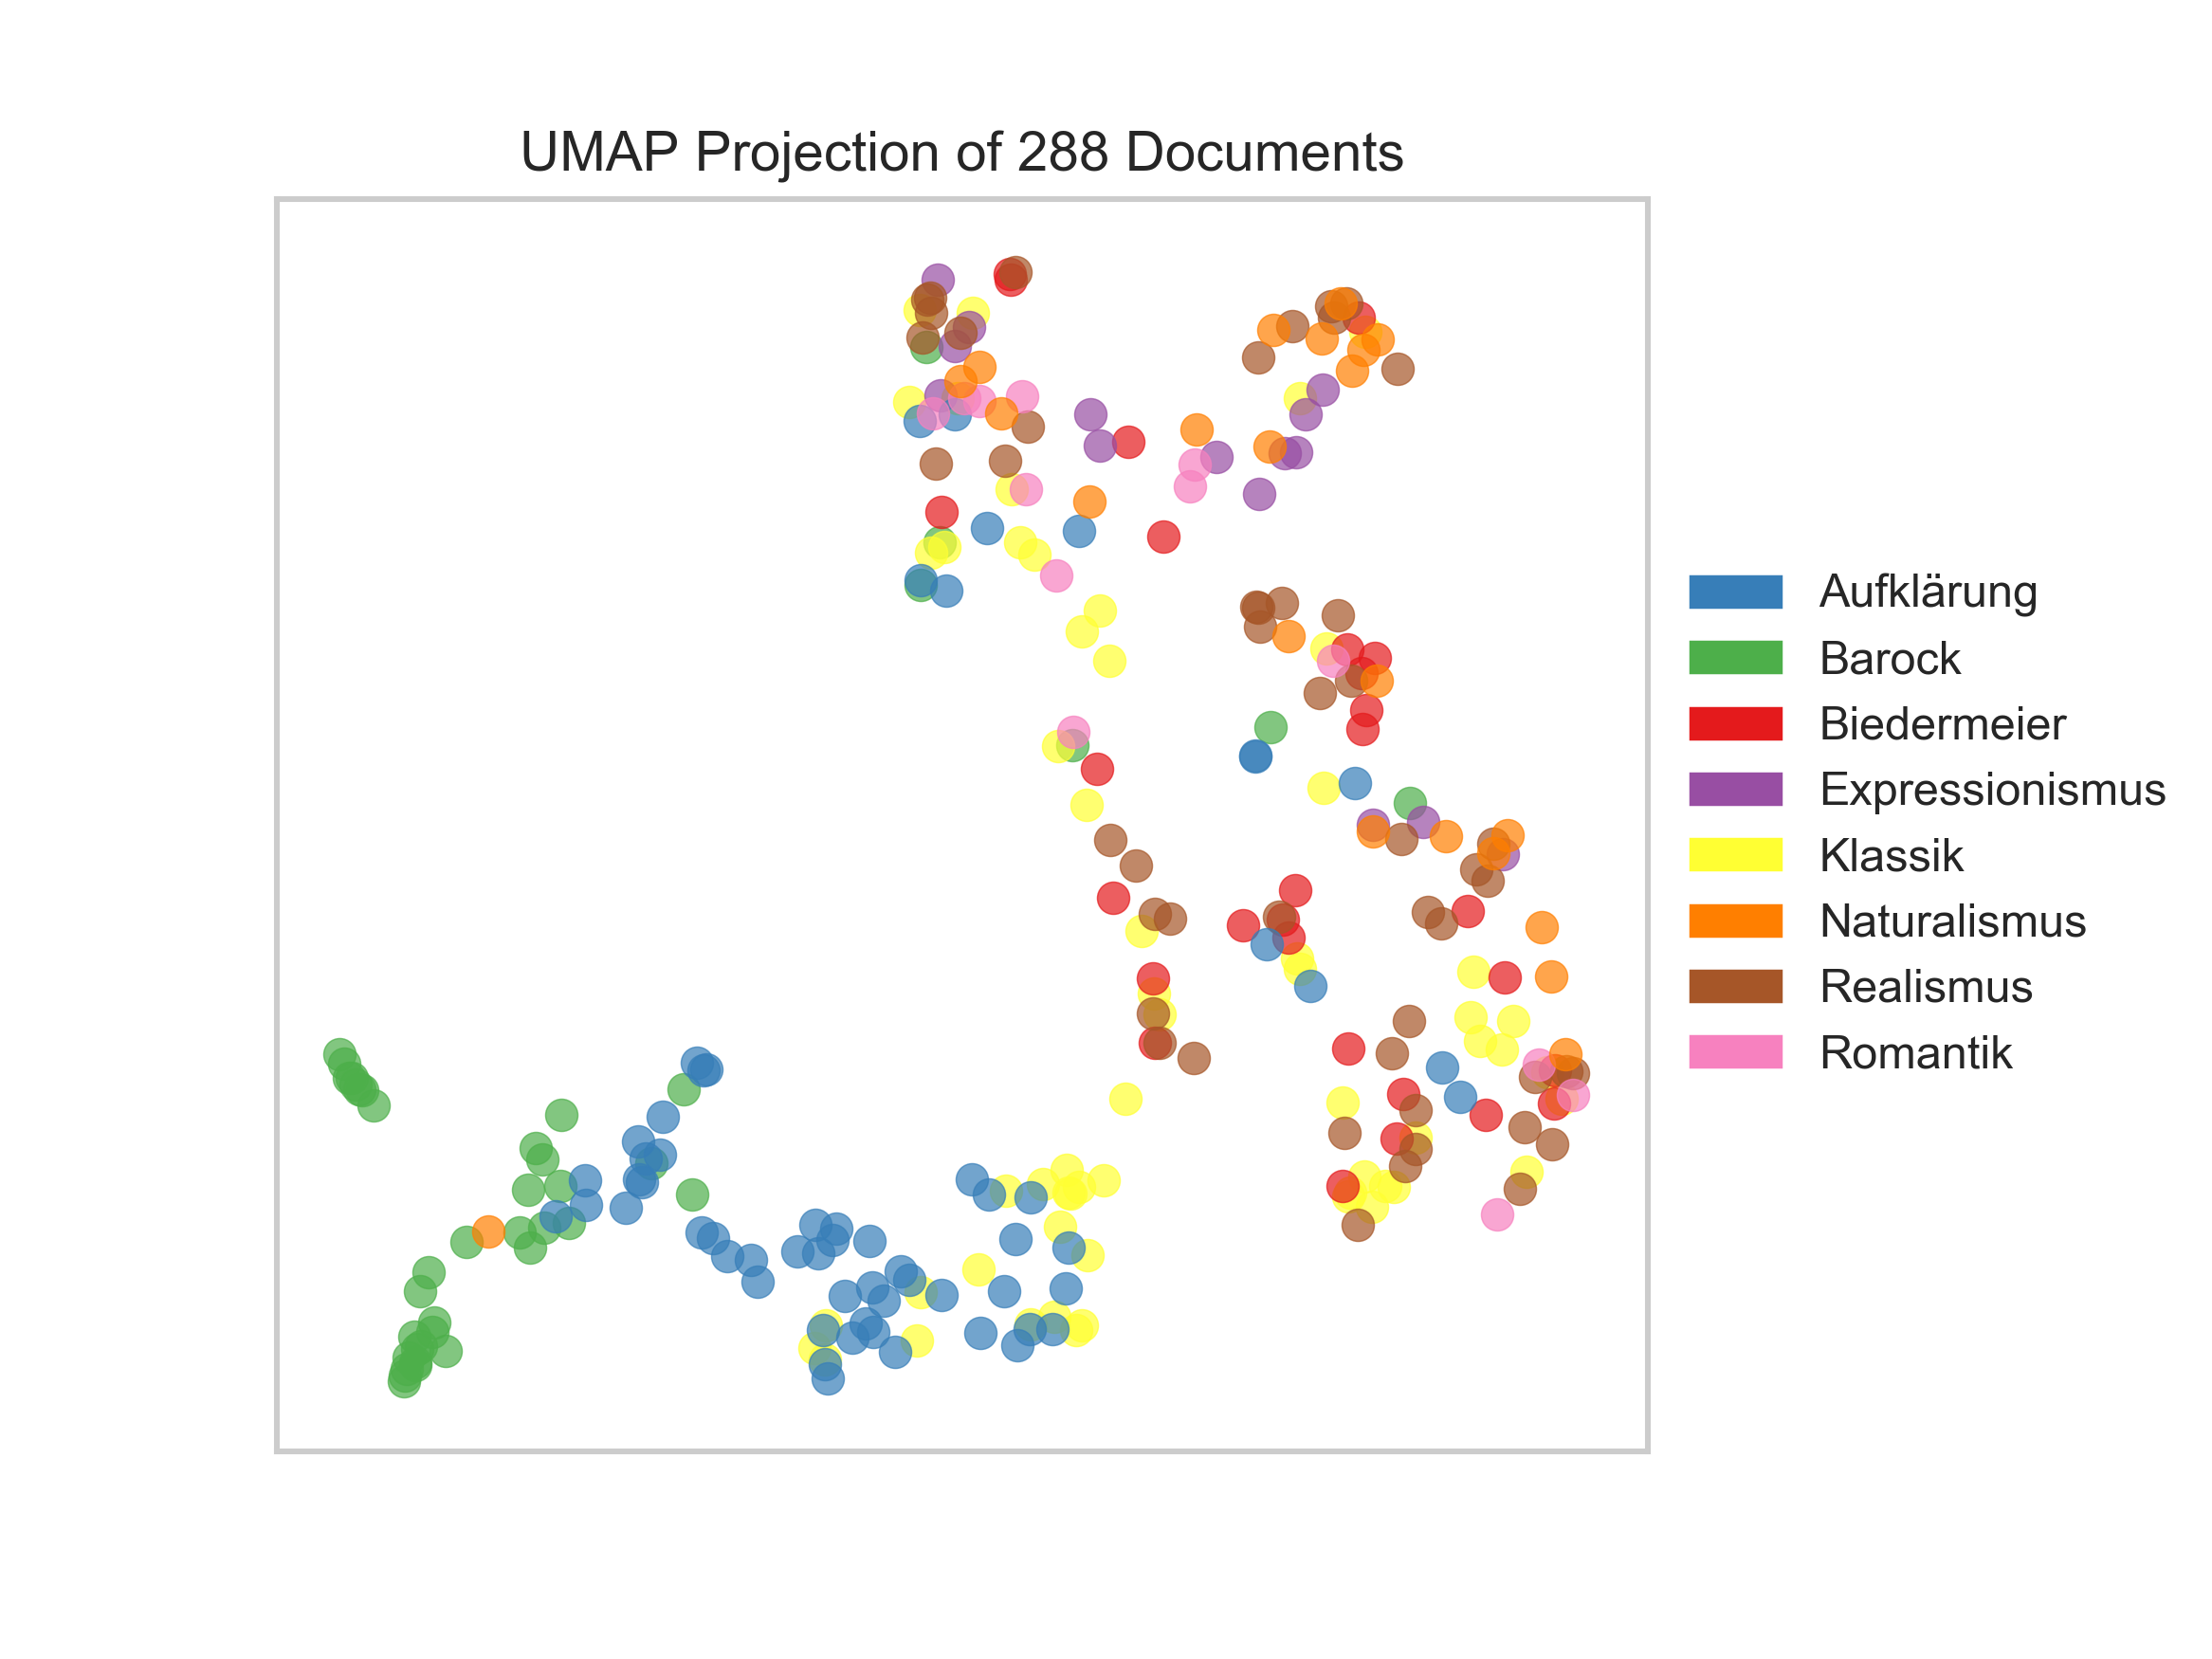 UMAP Projection of 288 Documents
Aufklärung
Barock
Biedermeier
Expressionismus
Klassik
Naturalismus
Realismus
Romantik